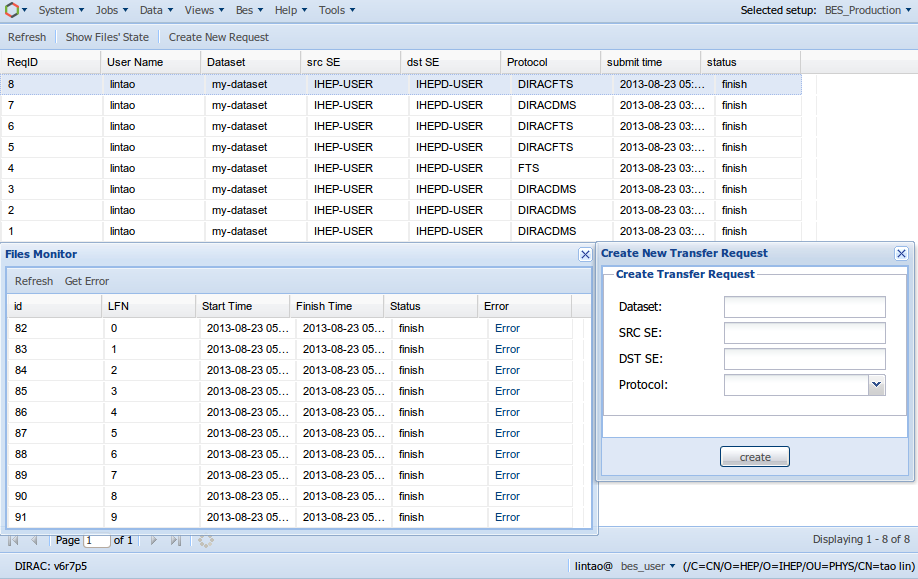 System Jobs Data Views Bes Help Tools Selected setup: BES_Production
Refresh Show Files' State Create New Request
ReqID User Name Dataset src SE dst SE Protocol submit time status
8 lintao my-dataset IHEP-USER IHEPD-USER DIRACFTS 2013-08-23 05:... finish
7 lintao my-dataset IHEP-USER IHEPD-USER DIRACDMS 2013-08-23 03:... finish
6 lintao my-dataset IHEP-USER IHEPD-USER DIRACFTS 2013-08-23 03:... finish
5 lintao my-dataset IHEP-USER IHEPD-USER DIRACFTS 2013-08-23 03:... finish
4 lintao my-dataset IHEP-USER IHEPD-USER FTS 2013-08-23 03:... finish
3 lintao my-dataset IHEP-USER IHEPD-USER DIRACDMS 2013-08-23 03:... finish
2 lintao my-dataset IHEP-USER IHEPD-USER DIRACDMS 2013-08-23 03:... finish
1 lintao my-dataset IHEP-USER IHEPD-USER DIRACDMS 2013-08-23 03:... finish
Files Monitor
Refresh Get Error
id LFN Start Time Finish Time Status Error
82 0 2013-08-23 05... 2013-08-23 05... finish Error
83 1 2013-08-23 05... 2013-08-23 05... finish Error
84 2 2013-08-23 05... 2013-08-23 05... finish Error
85 3 2013-08-23 05... 2013-08-23 05... finish Error
86 4 2013-08-23 05... 2013-08-23 05... finish Error
87 5 2013-08-23 05... 2013-08-23 05... finish Error
88 6 2013-08-23 05... 2013-08-23 05... finish Error
89 7 2013-08-23 05... 2013-08-23 05... finish Error
90 8 2013-08-23 05... 2013-08-23 05... finish Error
91 9 2013-08-23 05... 2013-08-23 05... finish Error
Create New Transfer Request
Create Transfer Request
Dataset:
SRC SE:
DST SE:
Protocol:
create
Page 1 of 1 Displaying 1 - 8 of 8
DIRAC: v6r7p5 lintao@ bes_user (/C=CN/O=HEP/O=IHEP/OU=PHYS/CN=tao lin)